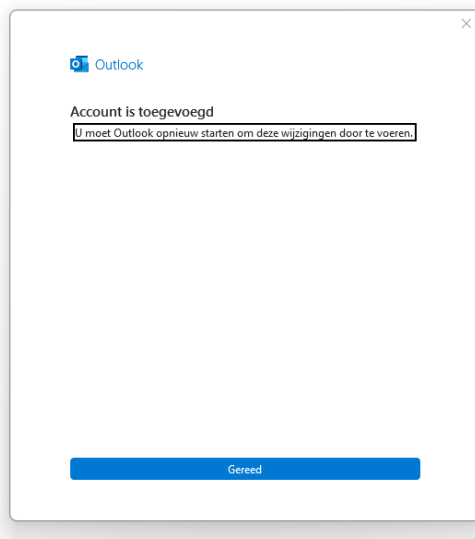 Outlook
Account is toegevoegd
U moet Outlook opnieuw starten om deze wijzigingen door te voeren.
Gereed